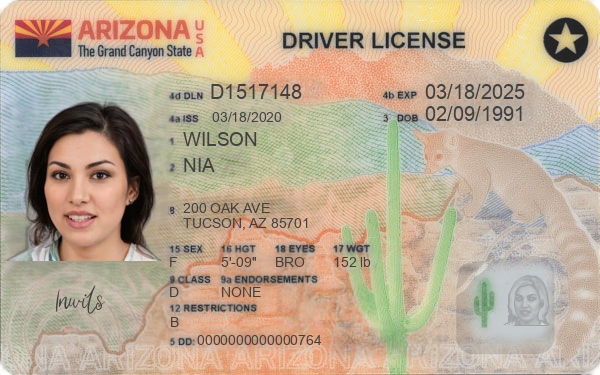 ARIZONA USA
The Grand Canyon State
DRIVER LICENSE
4d DLN D1517148
4b EXP 03/18/2025
4a ISS 03/18/2020
3 DOB 02/09/1991
1 WILSON
2 NIA
8 200 OAK AVE
TUCSON, AZ 85701
15 SEX 16 HGT 18 EYES 17 WGT
F 5'-09" BRO 152 lb
9 CLASS 9a ENDORSEMENTS
D NONE
12 RESTRICTIONS
B
5 DD: 0000000000000764
ARIZONA ARIZONA ARIZONA ARIZONA